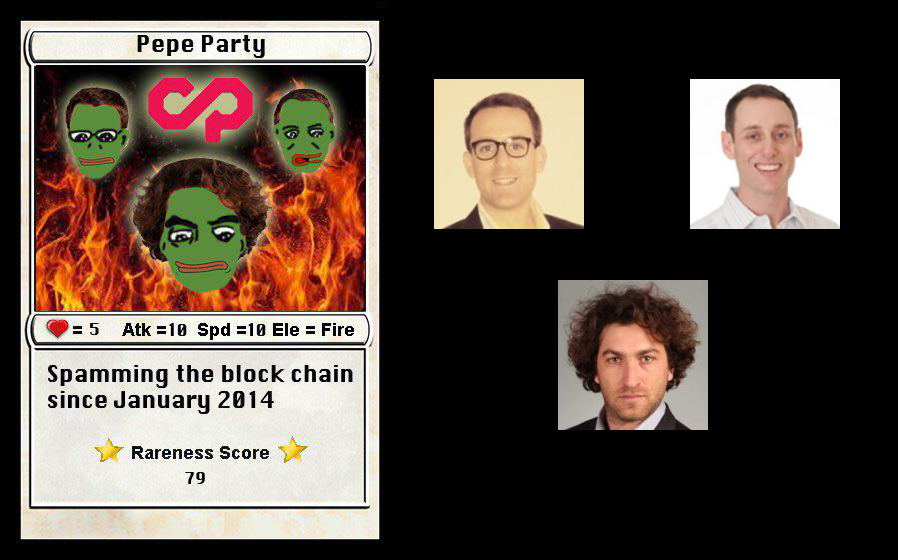 Pepe Party
= 5 Atk =10 Spd =10 Ele = Fire
Spamming the block chain
since January 2014
Rareness Score
79